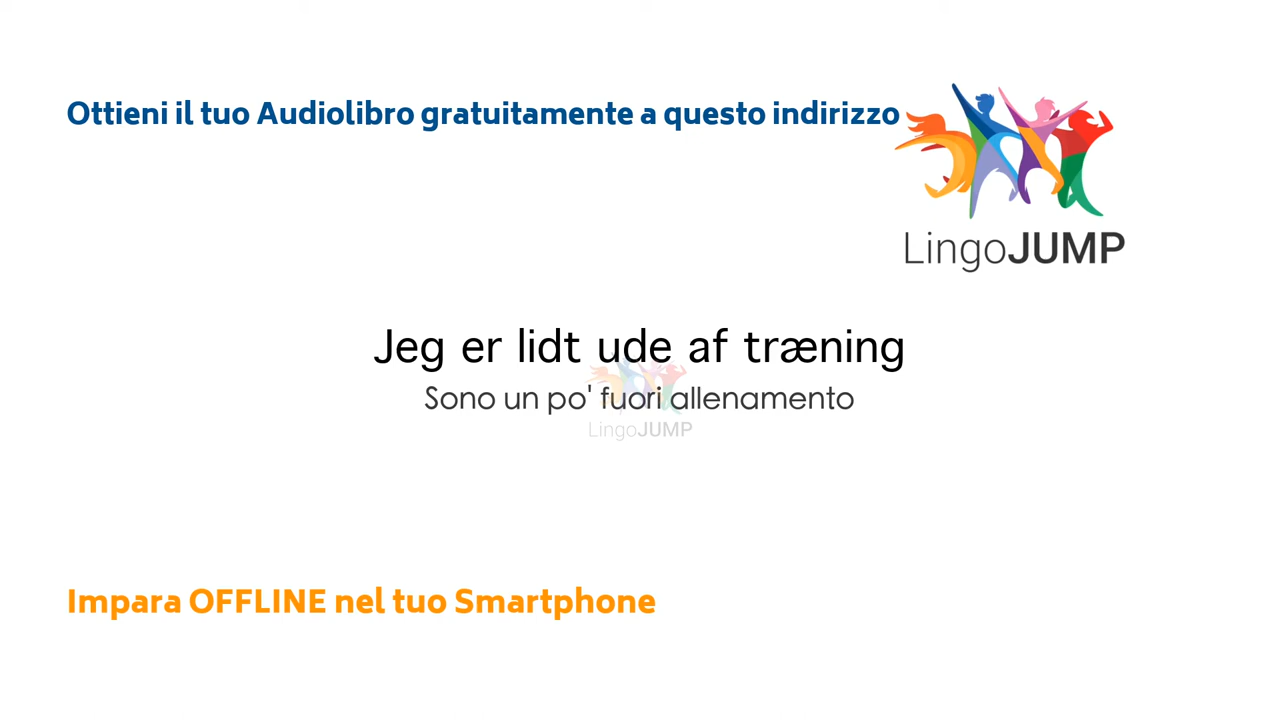 Ottieni il tuo Audiolibro gratuitamente a questo indirizzo
LingoJUMP
Jeg er lidt ude af træning
Sono un po' fuori allenamento
LingoJUMP
Impara OFFLINE nel tuo Smartphone